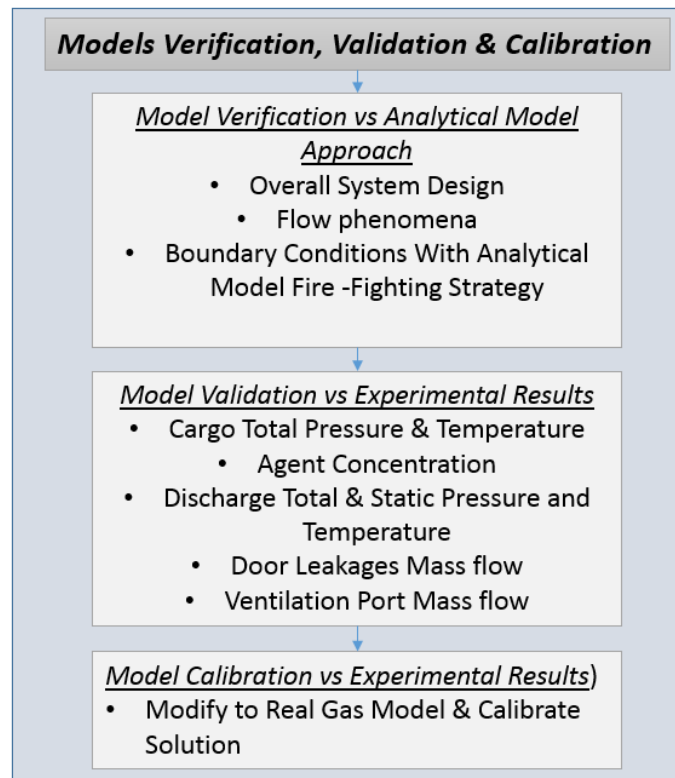 Models Verification, Validation & Calibration
Model Verification vs Analytical Model
Approach
• Overall System Design
• Flow phenomena
• Boundary Conditions With Analytical
Model Fire -Fighting Strategy
Model Validation vs Experimental Results
• Cargo Total Pressure & Temperature
• Agent Concentration
• Discharge Total & Static Pressure and
Temperature
• Door Leakages Mass flow
• Ventilation Port Mass flow
Model Calibration vs Experimental Results)
• Modify to Real Gas Model & Calibrate
Solution